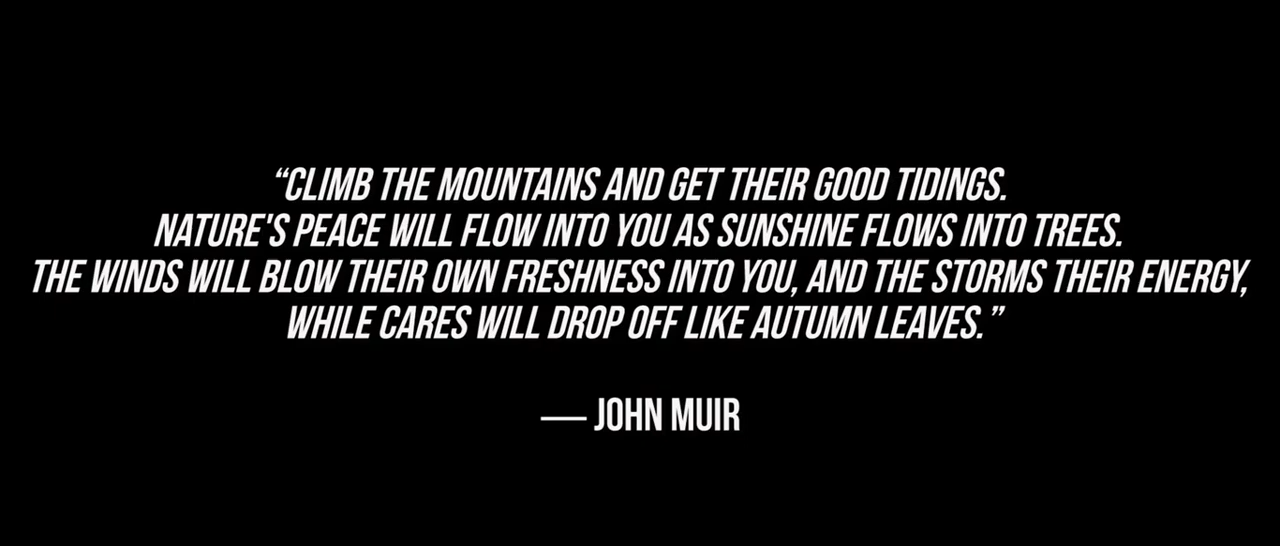 “CLIMB THE MOUNTAINS AND GET THEIR GOOD TIDINGS.
NATURE'S PEACE WILL FLOW INTO YOU AS SUNSHINE FLOWS INTO TREES.
THE WINDS WILL BLOW THEIR OWN FRESHNESS INTO YOU, AND THE STORMS THEIR ENERGY,
WHILE CARES WILL DROP OFF LIKE AUTUMN LEAVES.”
— JOHN MUIR